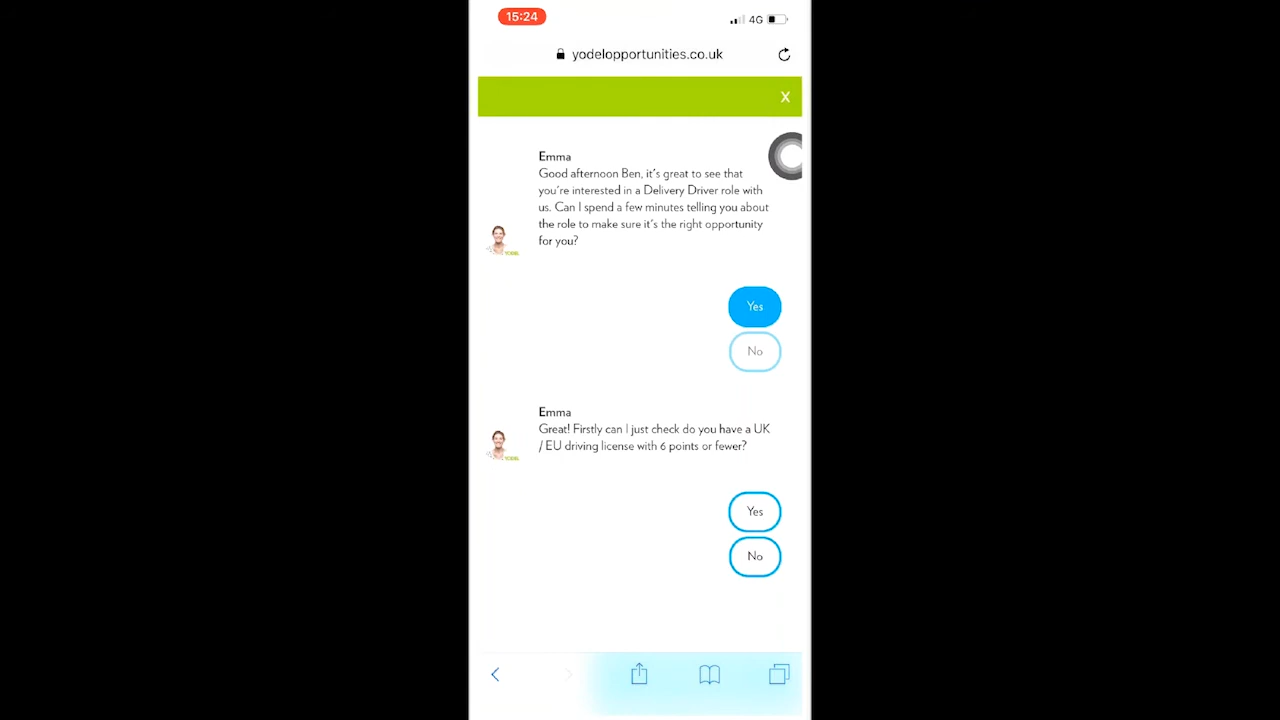 15:24
4G
yodelopportunities.co.uk
X
Emma
Good afternoon Ben, it's great to see that
you're interested in a Delivery Driver role with
us. Can I spend a few minutes telling you about
the role to make sure it's the right opportunity
for you?
YODEL
Yes
No
Emma
Great! Firstly can I just check do you have a UK
/ EU driving license with 6 points or fewer?
YODEL
Yes
No